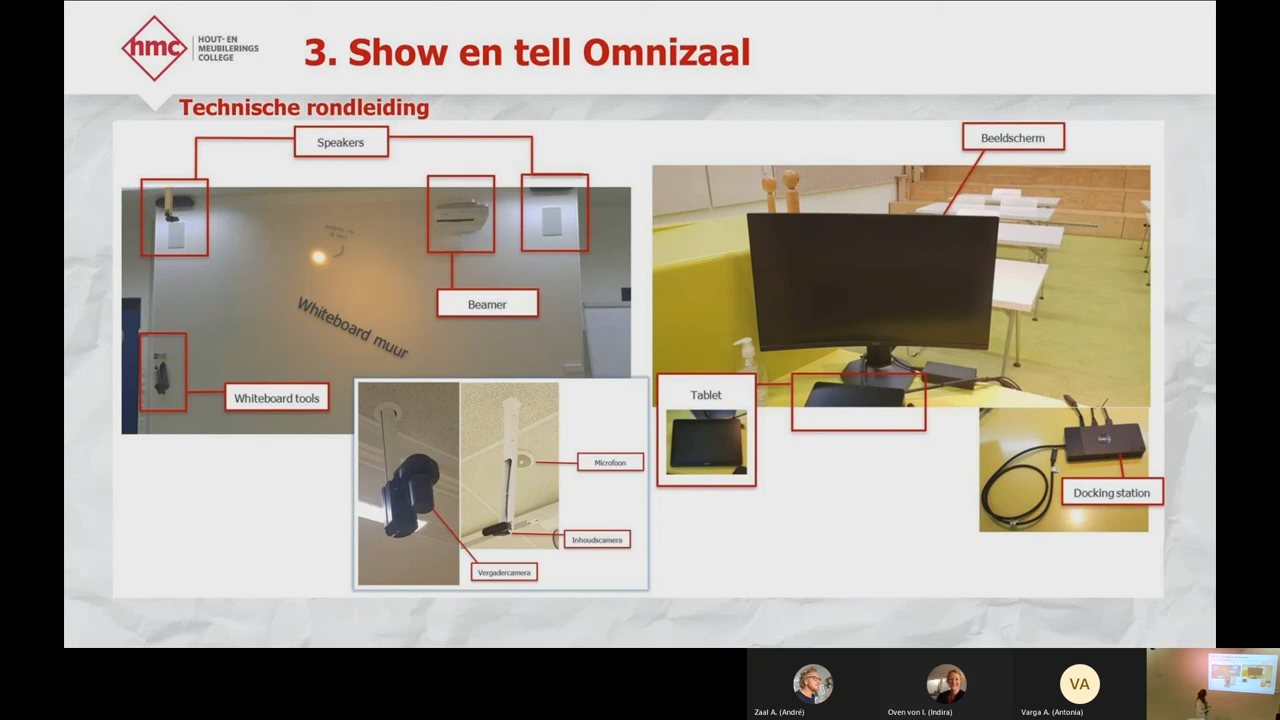 hmc
HOUT- EN
MEUBILERINGS
COLLEGE
3. Show en tell Omnizaal
Technische rondleiding
Speakers
Beeldscherm
Beamer
Whiteboard muur
Whiteboard tools
Tablet
Microfoon
Inhoudscamera
Vergadercamera
Docking station
Zaal A. (André)
Oven von I. (Indira)
VA
Varga A. (Antonia)